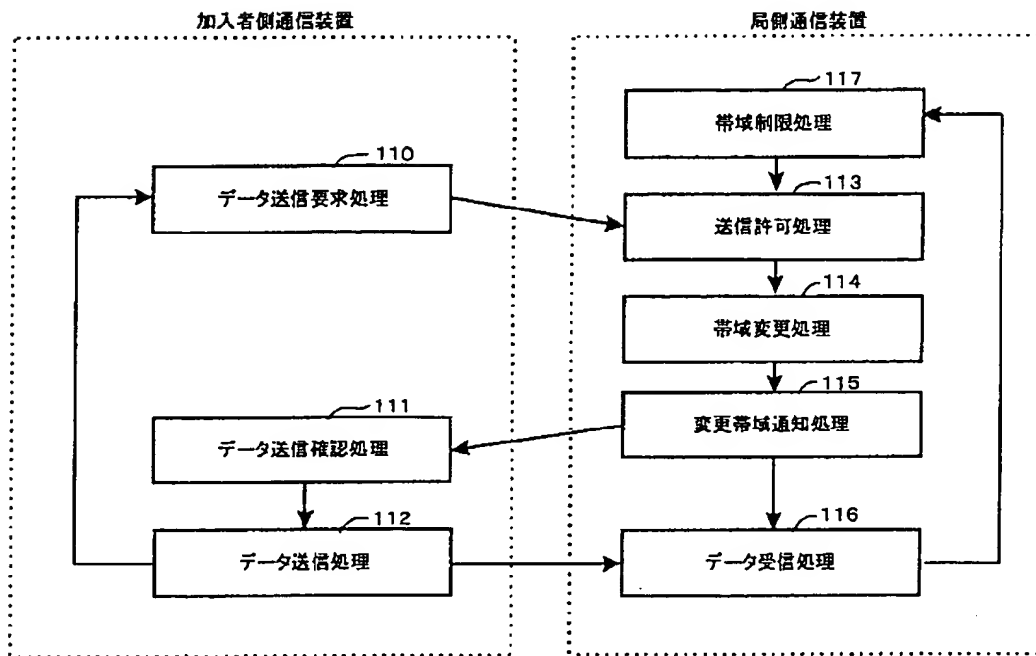 加入者側通信装置
局側通信装置
117
帯域制限処理
110
データ送信要求処理
113
送信許可処理
114
帯域変更処理
115
変更帯域通知処理
111
データ送信確認処理
112
データ送信処理
116
データ受信処理